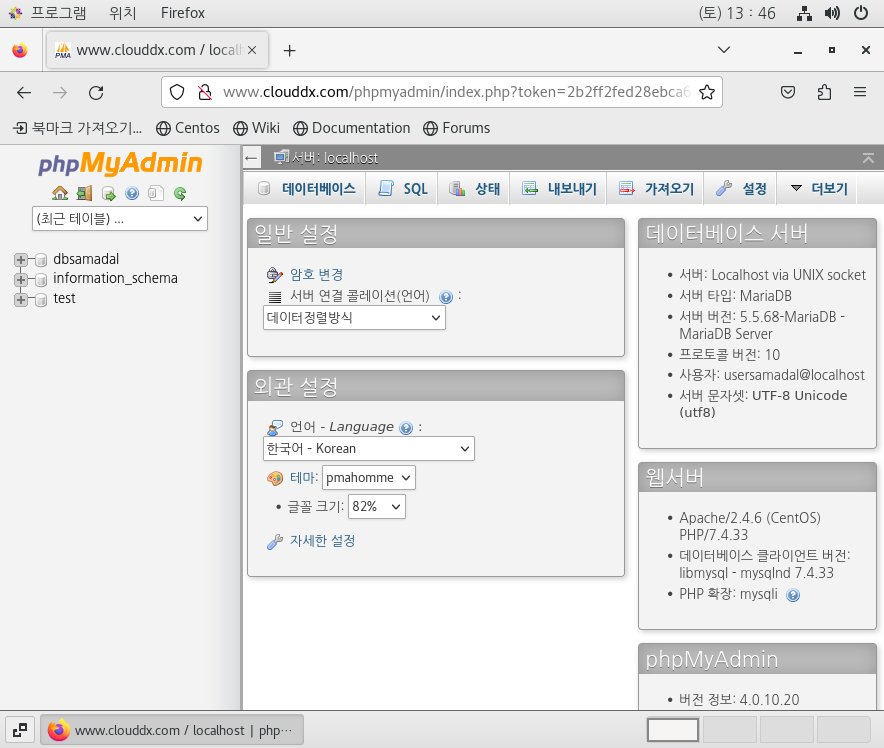 프로그램 위치 Firefox (토) 13 : 46
www.clouddx.com / local
www.clouddx.com/phpmyadmin/index.php?token=2b2ff2fed28ebca6
북마크 가져오기... Centos Wiki Documentation Forums
phpMyAdmin
(최근 테이블) ...
dbsamadal
information_schema
test
서버: localhost
데이터베이스 SQL 상태 내보내기 가져오기 설정 더보기
일반 설정
암호 변경
서버 연결 콜레이션(언어) :
데이터정렬방식
외관 설정
언어 - Language :
한국어 - Korean
테마: pmahomme
• 글꼴 크기: 82%
자세한 설정
데이터베이스 서버
• 서버: Localhost via UNIX socket
• 서버 타입: MariaDB
• 서버 버전: 5.5.68-MariaDB -
MariaDB Server
• 프로토콜 버전: 10
• 사용자: usersamadal@localhost
• 서버 문자셋: UTF-8 Unicode
(utf8)
웹서버
• Apache/2.4.6 (CentOS)
PHP/7.4.33
• 데이터베이스 클라이언트 버전:
libmysql - mysqlnd 7.4.33
• PHP 확장: mysqli
phpMyAdmin
• 버전 정보: 4.0.10.20
www.clouddx.com / localhost | php…